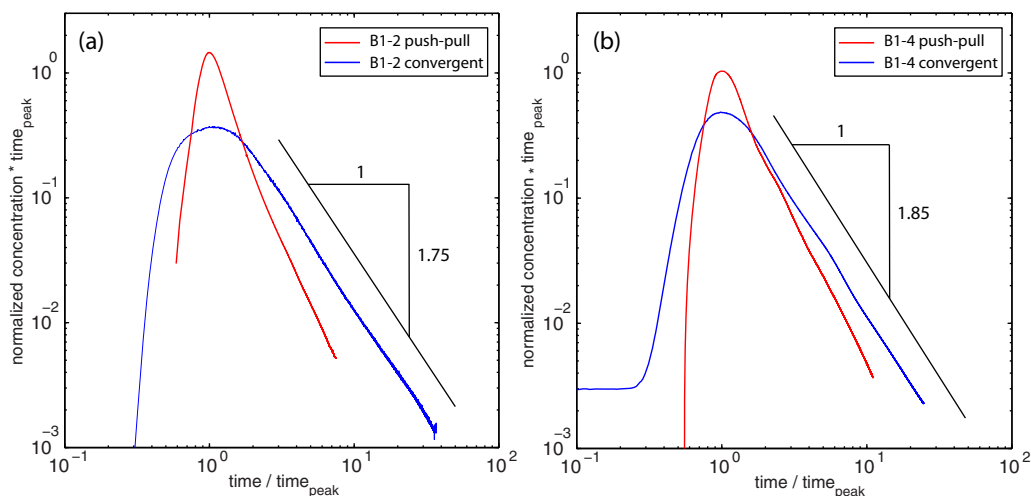 (a)
B1-2 push-pull
B1-2 convergent
1
1.75
normalized concentration * time_peak
10^0
10^-1
10^-2
10^-3
10^-1
10^0
10^1
10^2
time / time_peak
(b)
B1-4 push-pull
B1-4 convergent
1
1.85
normalized concentration * time_peak
10^0
10^-1
10^-2
10^-3
10^-1
10^0
10^1
10^2
time / time_peak